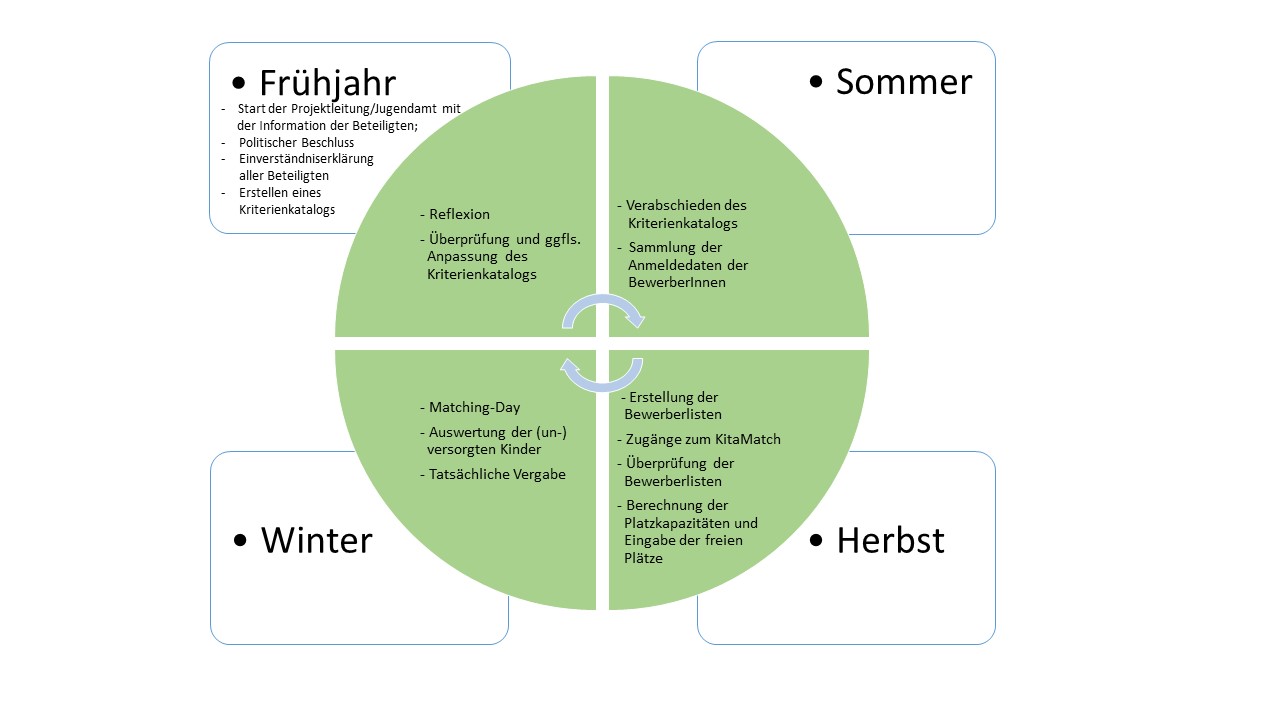 • Frühjahr
- Start der Projektleitung/Jugendamt mit
der Information der Beteiligten;
- Politischer Beschluss
- Einverständniserklärung
aller Beteiligten
- Erstellen eines
Kriterienkatalogs
- Reflexion
- Überprüfung und ggfls.
Anpassung des
Kriterienkatalogs
• Sommer
- Verabschieden des
Kriterienkatalogs
- Sammlung der
Anmeldedaten der
BewerberInnen
• Winter
- Matching-Day
- Auswertung der (un-)
versorgten Kinder
- Tatsächliche Vergabe
• Herbst
- Erstellung der
Bewerberlisten
- Zugänge zum KitaMatch
- Überprüfung der
Bewerberlisten
- Berechnung der
Platzkapazitäten und
Eingabe der freien
Plätze